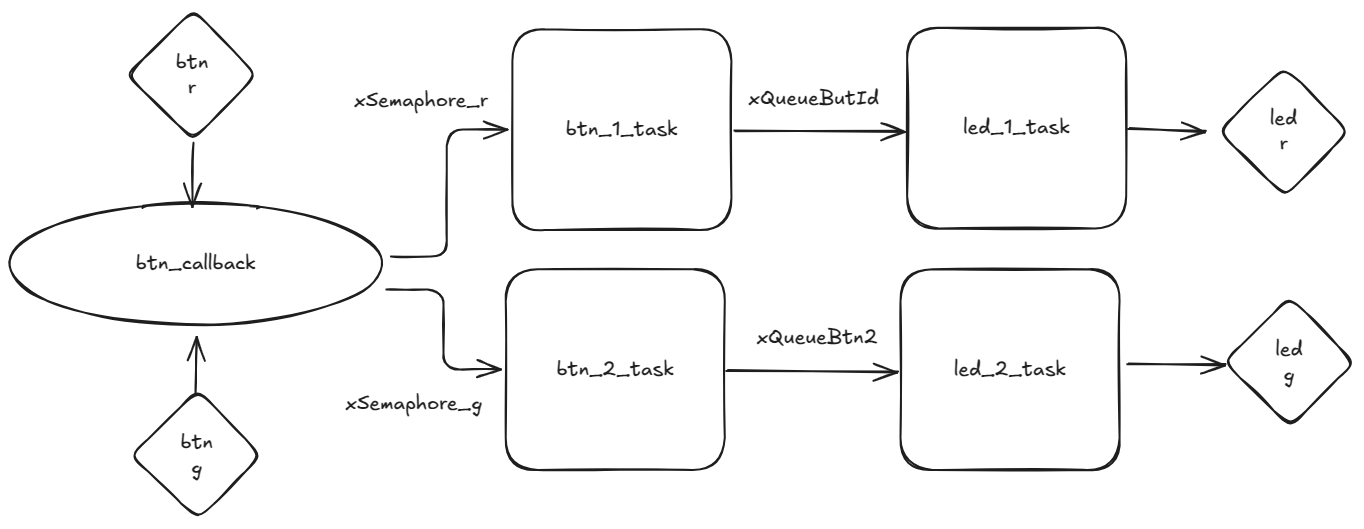 btn
r
xSemaphore_r
btn_1_task
xQueueButId
led_1_task
led
r
btn_callback
btn_2_task
xQueueBtn2
led_2_task
led
g
xSemaphore_g
btn
g